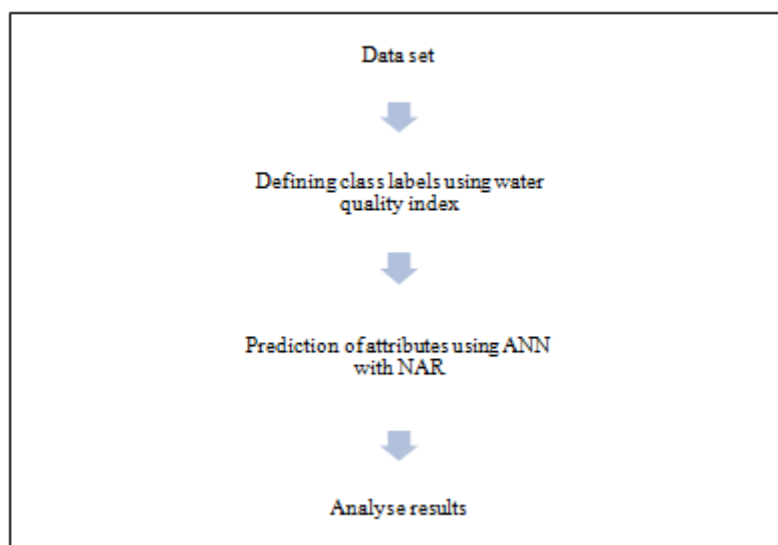 Data set
Defining class labels using water
quality index
Prediction of attributes using ANN
with NAR
Analyse results